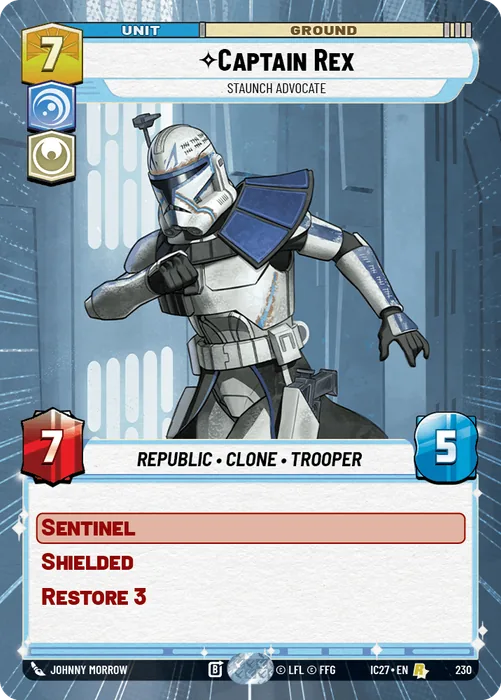 7
UNIT
GROUND
✧CAPTAIN REX
STAUNCH ADVOCATE
7
REPUBLIC • CLONE • TROOPER
5
SENTINEL
SHIELDED
RESTORE 3
JOHNNY MORROW
B
© LFL © FFG
IC27 • EN
R
230